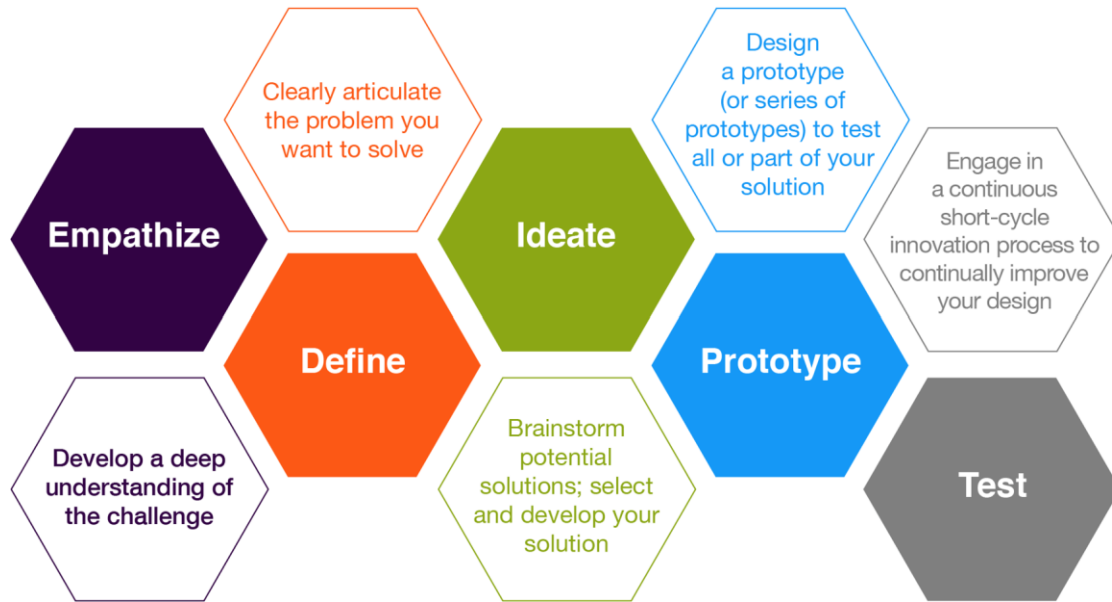 Empathize
Develop a deep
understanding of
the challenge
Clearly articulate
the problem you
want to solve
Define
Ideate
Brainstorm
potential
solutions; select
and develop your
solution
Design
a prototype
(or series of
prototypes) to test
all or part of your
solution
Prototype
Engage in
a continuous
short-cycle
innovation process to
continually improve
your design
Test